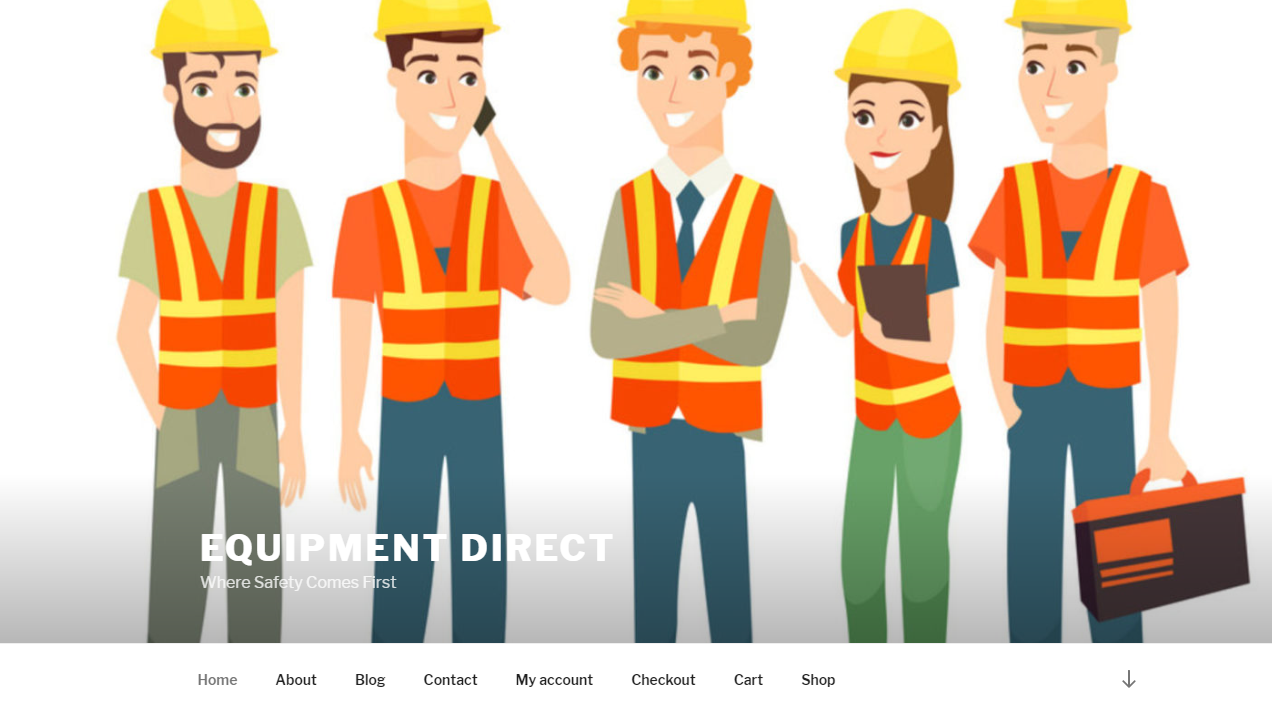 EQUIPMENT DIRECT
Where Safety Comes First
Home About Blog Contact My account Checkout Cart Shop